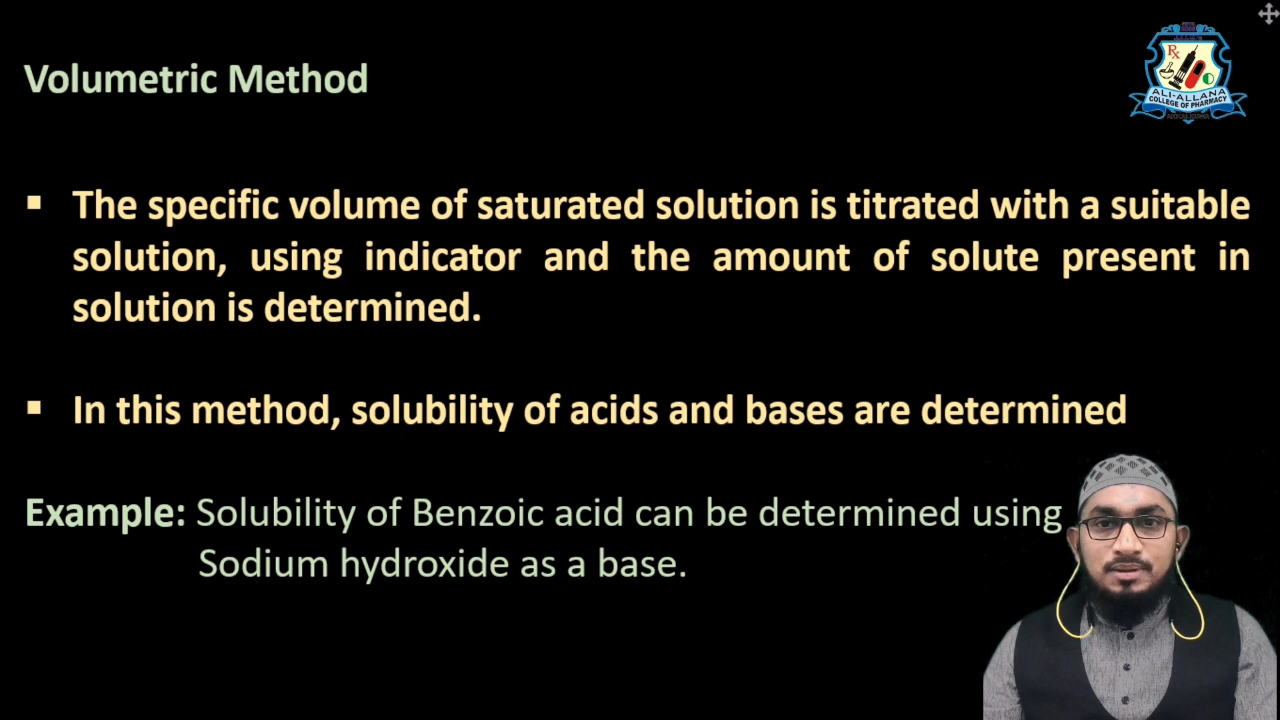 Volumetric Method
Rx
ALI-ALLANA
COLLEGE OF PHARMACY
▪ The specific volume of saturated solution is titrated with a suitable
solution, using indicator and the amount of solute present in
solution is determined.
▪ In this method, solubility of acids and bases are determined
Example: Solubility of Benzoic acid can be determined using
Sodium hydroxide as a base.